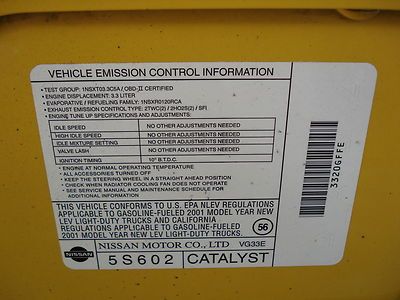 VEHICLE EMISSION CONTROL INFORMATION
• TEST GROUP: 1NSXT03.3C5A / OBD-II CERTIFIED
• ENGINE DISPLACEMENT: 3.3 LITER
• EVAPORATIVE / REFUELING FAMILY: 1NSXR0120RCA
• EXHAUST EMISSION CONTROL TYPE: 2TWC(2) / 2HO2S(2) / SFI
• ENGINE TUNE UP SPECIFICATIONS AND ADJUSTMENTS:
IDLE SPEED NO OTHER ADJUSTMENTS NEEDED
HIGH IDLE SPEED NO OTHER ADJUSTMENTS NEEDED
IDLE MIXTURE SETTING NO OTHER ADJUSTMENTS NEEDED
VALVE LASH NO OTHER ADJUSTMENTS NEEDED
IGNITION TIMING 10° B.T.D.C.
• ENGINE AT NORMAL OPERATING TEMPERATURE
• ALL ACCESSORIES TURNED OFF
• KEEP THE STEERING WHEEL IN A STRAIGHT AHEAD POSITION
• CHECK WHEN RADIATOR COOLING FAN DOES NOT OPERATE
• SEE SERVICE MANUAL AND MAINTENANCE SCHEDULE
FOR ADDITIONAL INSTRUCTIONS
THIS VEHICLE CONFORMS TO U.S. EPA NLEV REGULATIONS
APPLICABLE TO GASOLINE-FUELED 2001 MODEL YEAR NEW
LEV LIGHT-DUTY TRUCKS AND CALIFORNIA
REGULATIONS APPLICABLE TO GASOLINE-FUELED
2001 MODEL YEAR NEW LEV LIGHT-DUTY TRUCKS
56
NISSAN
NISSAN MOTOR CO., LTD VG33E
5S602 CATALYST
3320GFFE